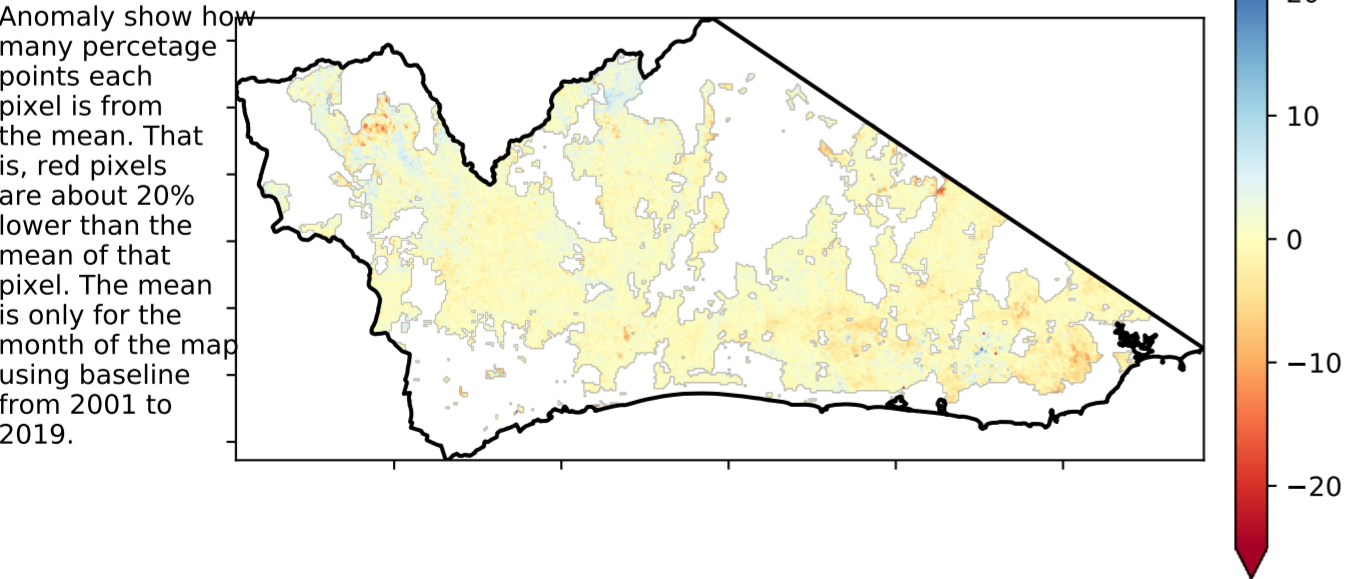 Anomaly show how
many percetage
points each
pixel is from
the mean. That
is, red pixels
are about 20%
lower than the
mean of that
pixel. The mean
is only for the
month of the map
using baseline
from 2001 to
2019.
10
0
−10
−20